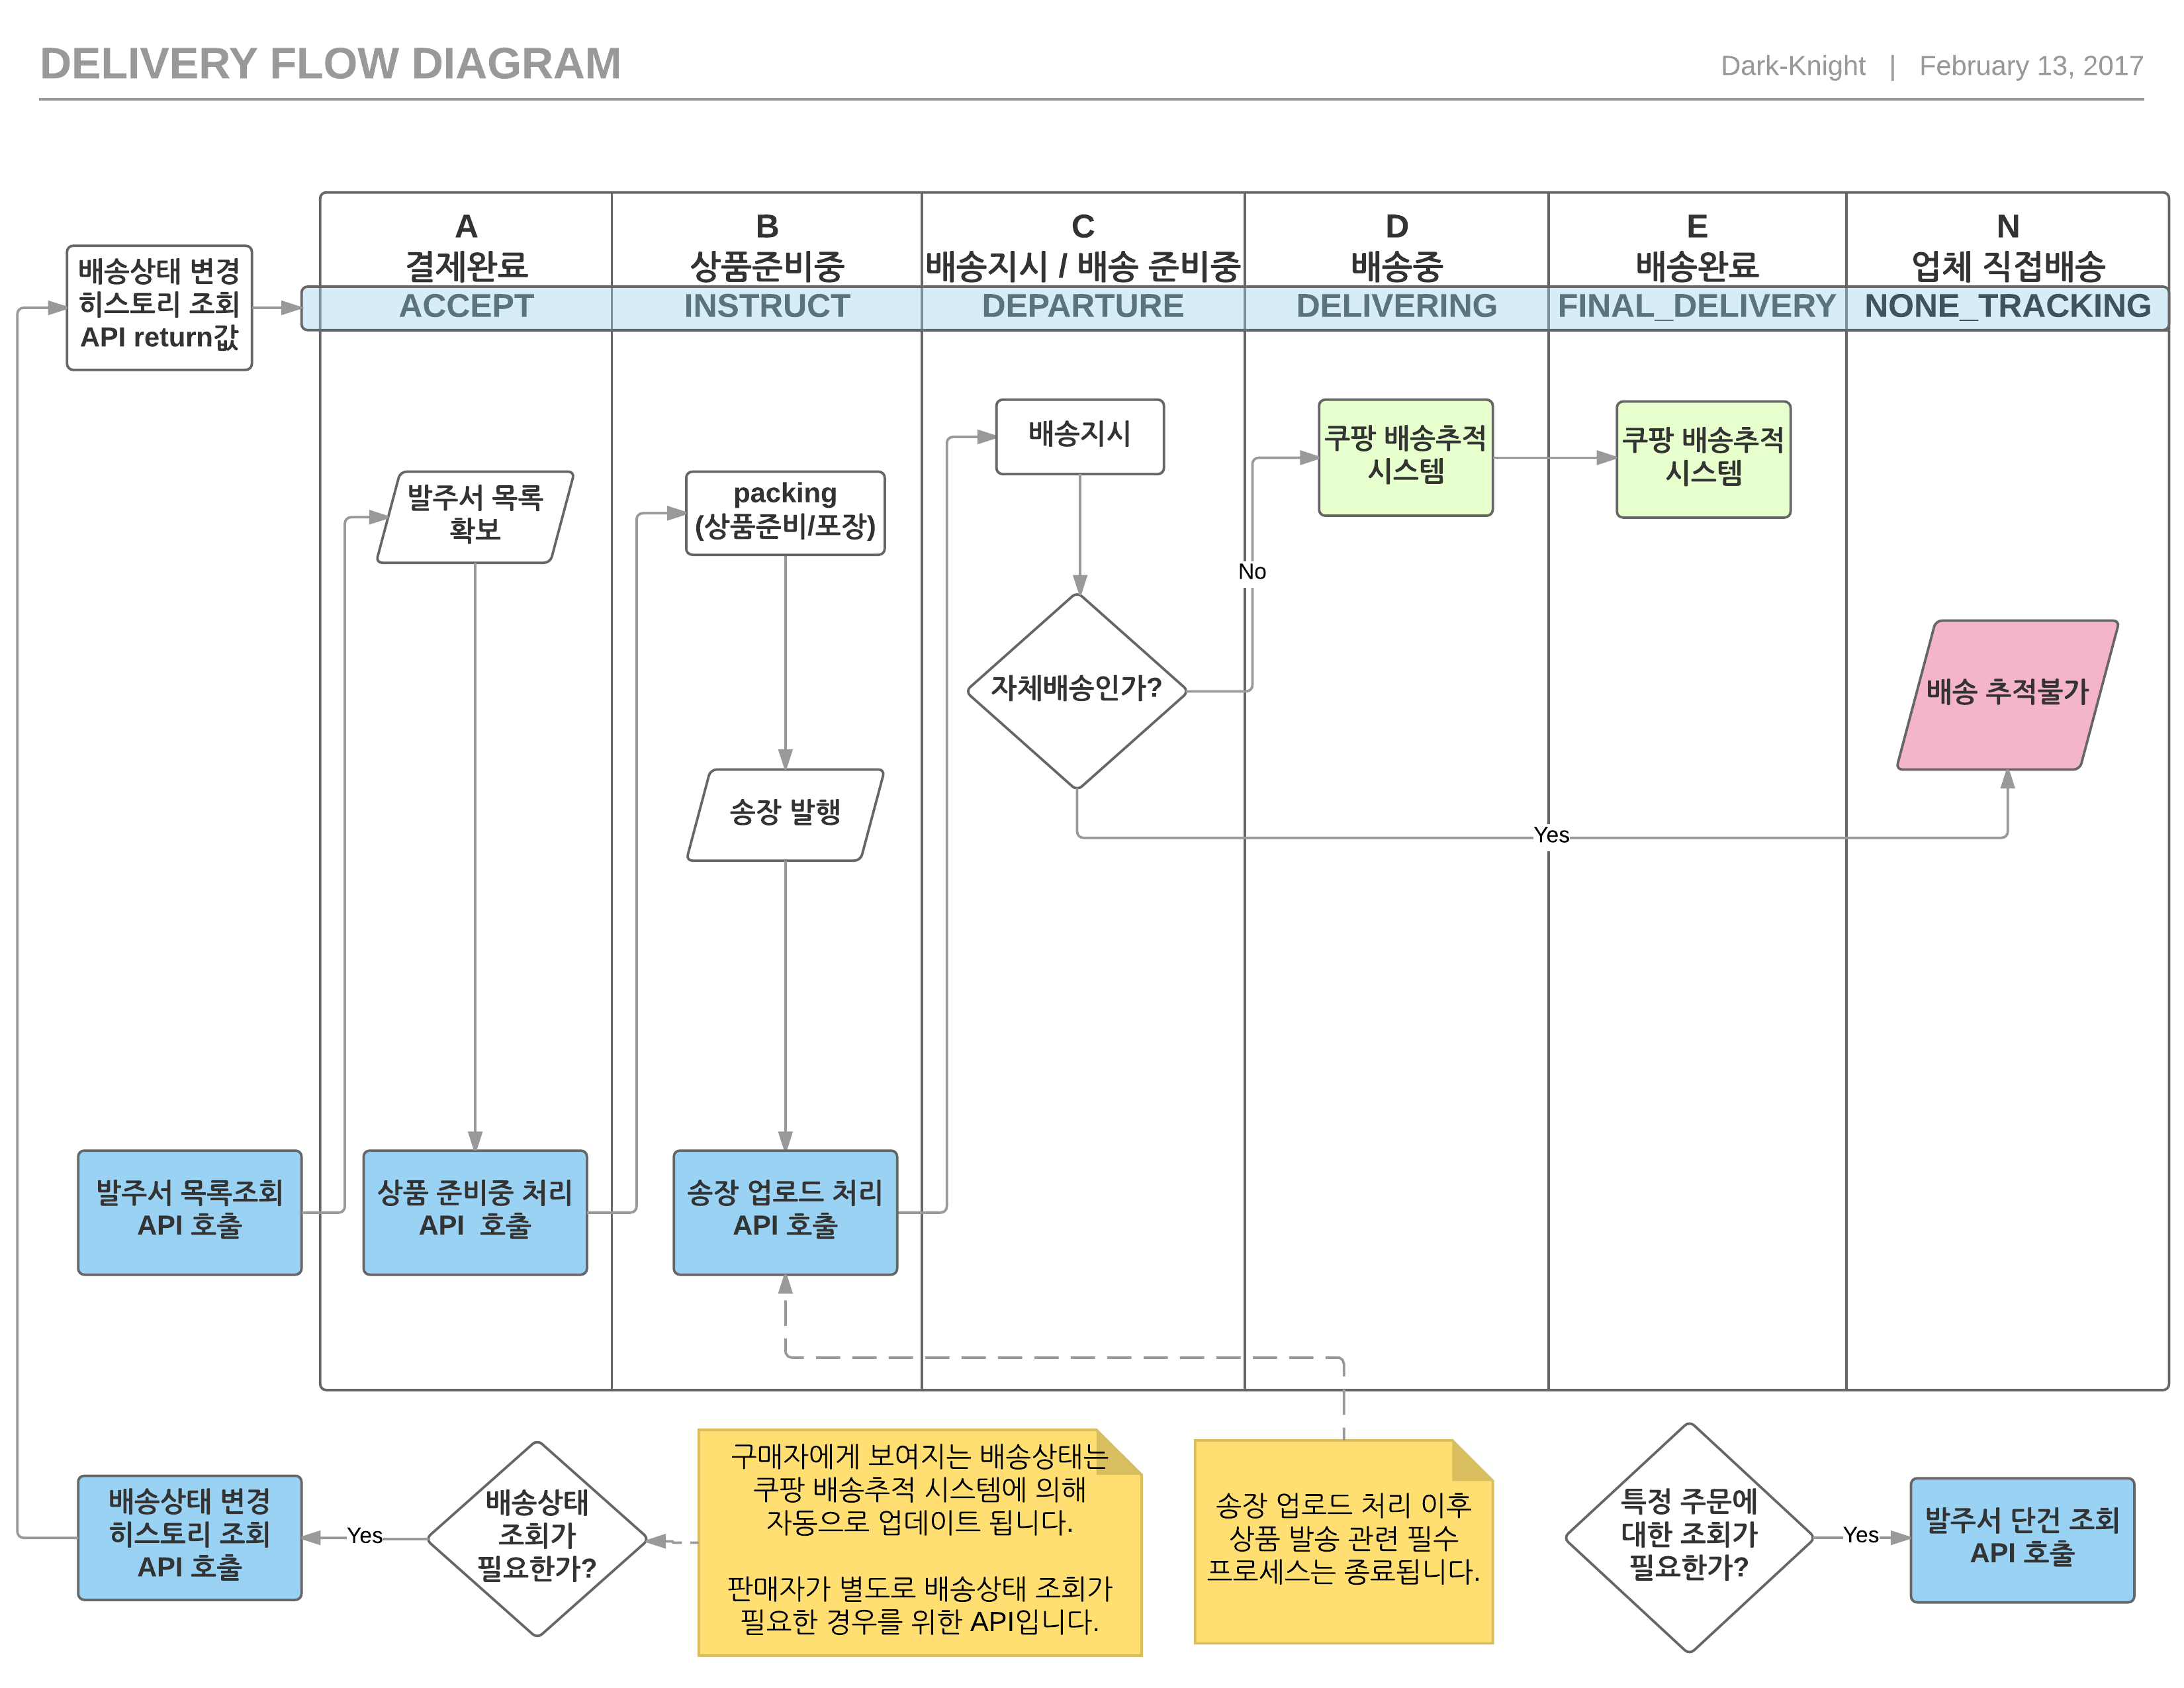 DELIVERY FLOW DIAGRAM
Dark-Knight | February 13, 2017
A
결제완료
ACCEPT
B
상품준비중
INSTRUCT
C
배송지시 / 배송 준비중
DEPARTURE
D
배송중
DELIVERING
E
배송완료
FINAL_DELIVERY
N
업체 직접배송
NONE_TRACKING
배송상태 변경
히스토리 조회
API return값
발주서 목록
확보
packing
(상품준비/포장)
배송지시
쿠팡 배송추적
시스템
쿠팡 배송추적
시스템
No
자체배송인가?
배송 추적불가
송장 발행
Yes
발주서 목록조회
API 호출
상품 준비중 처리
API 호출
송장 업로드 처리
API 호출
배송상태 변경
히스토리 조회
API 호출
Yes
배송상태
조회가
필요한가?
구매자에게 보여지는 배송상태는
쿠팡 배송추적 시스템에 의해
자동으로 업데이트 됩니다.
판매자가 별도로 배송상태 조회가
필요한 경우를 위한 API입니다.
송장 업로드 처리 이후
상품 발송 관련 필수
프로세스는 종료됩니다.
특정 주문에
대한 조회가
필요한가?
Yes
발주서 단건 조회
API 호출